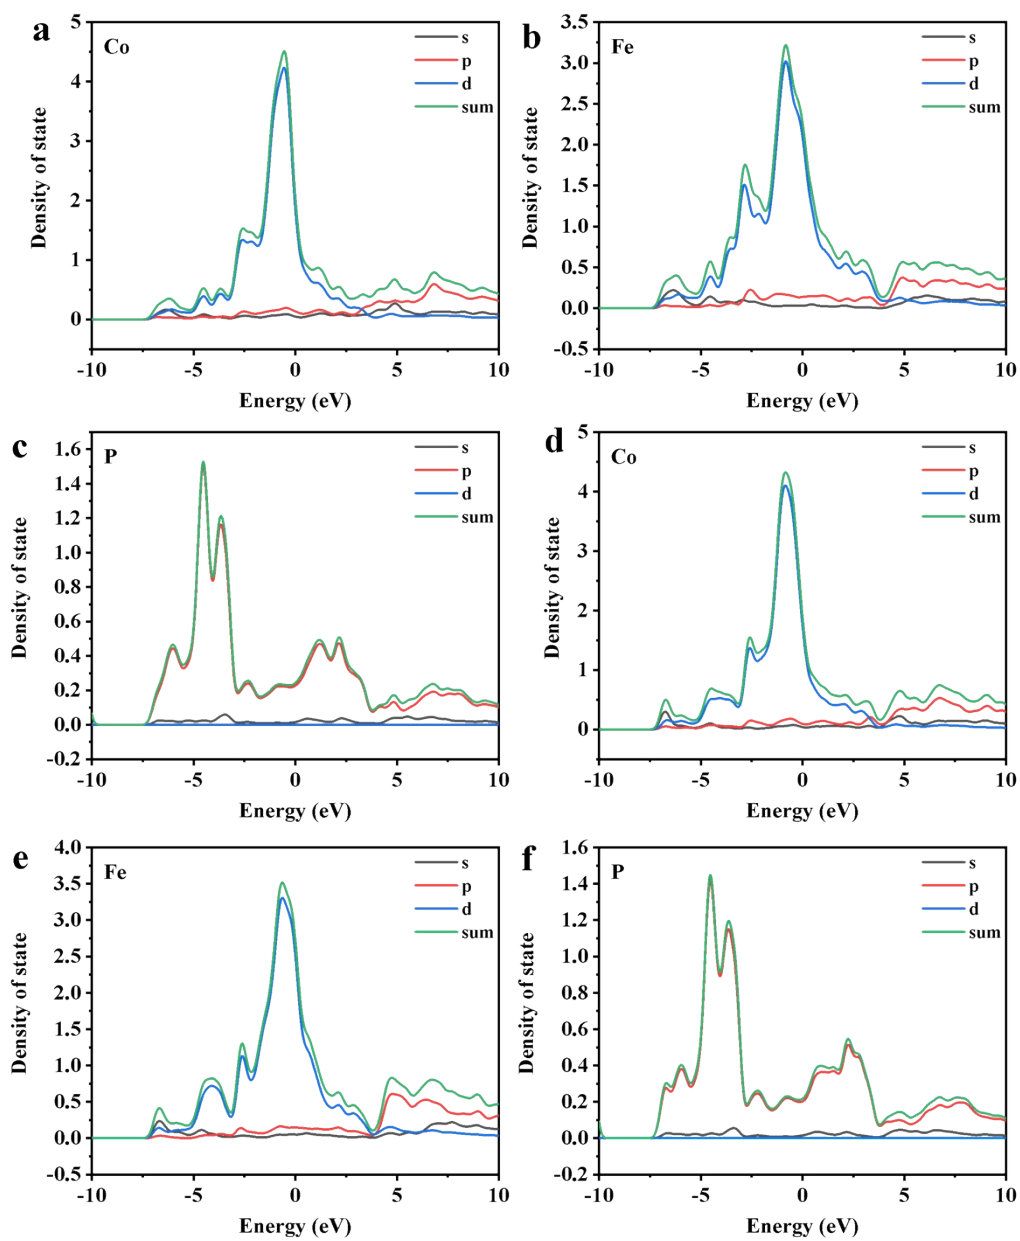 a
Co
s
p
d
sum
5
4
3
2
1
0
-10
-5
0
5
10
Density of state
Energy (eV)
b
Fe
s
p
d
sum
3.5
3.0
2.5
2.0
1.5
1.0
0.5
0.0
-0.5
-10
-5
0
5
10
Density of state
Energy (eV)
c
P
s
p
d
sum
1.6
1.4
1.2
1.0
0.8
0.6
0.4
0.2
0.0
-0.2
-10
-5
0
5
10
Density of state
Energy (eV)
d
Co
s
p
d
sum
5
4
3
2
1
0
-10
-5
0
5
10
Density of state
Energy (eV)
e
Fe
s
p
d
sum
4.0
3.5
3.0
2.5
2.0
1.5
1.0
0.5
0.0
-0.5
-10
-5
0
5
10
Density of state
Energy (eV)
f
P
s
p
d
sum
1.6
1.4
1.2
1.0
0.8
0.6
0.4
0.2
0.0
-0.2
-10
-5
0
5
10
Density of state
Energy (eV)